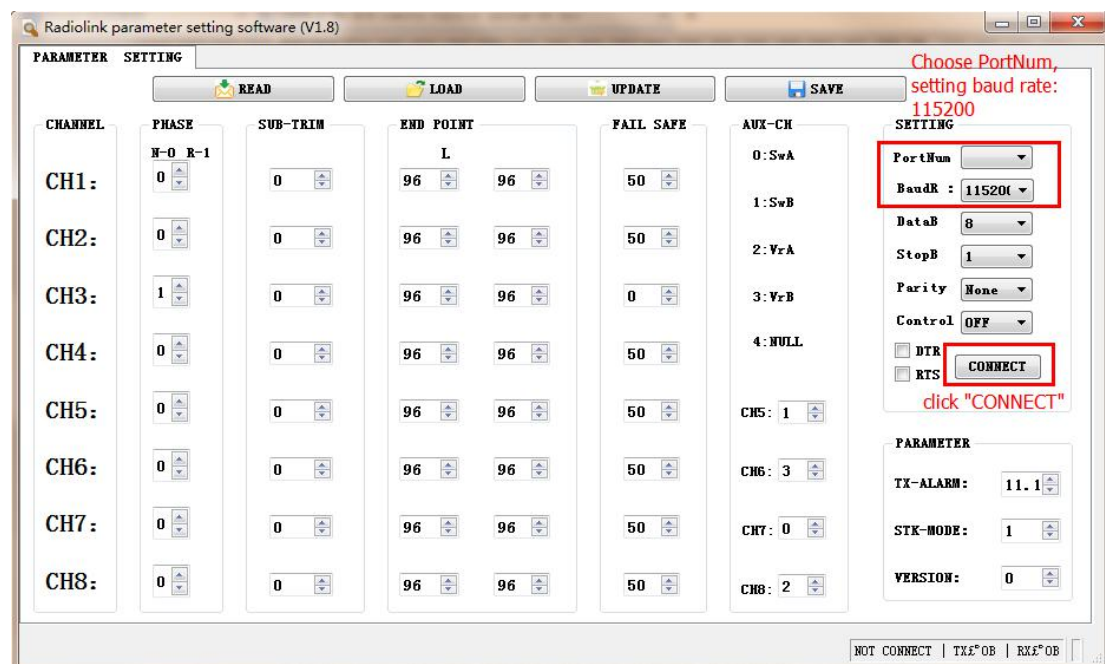 Radiolink parameter setting software (V1.8)
PARAMETER SETTING
Choose PortNum,
setting baud rate:
115200
READ LOAD UPDATE SAVE
CHANNEL PHASE SUB-TRIM END POINT FAIL SAFE AUX-CH SETTING
N-0 R-1 L 0:SwA PortNum
CH1: 0 0 96 96 50
BaudR : 115200
1:SwB
DataB 8
CH2: 0 0 96 96 50
2:VrA StopB 1
CH3: 1 0 96 96 0 3:VrB
Parity None
Control OFF
4:NULL
CH4: 0 0 96 96 50
DTR
RTS
CONNECT
click "CONNECT"
CH5: 0 0 96 96 50 CH5: 1
PARAMETER
CH6: 0 0 96 96 50 CH6: 3
TX-ALARM: 11.1
CH7: 0 0 96 96 50 CH7: 0 STK-MODE: 1
CH8: 0 0 96 96 50 CH8: 2 VERSION: 0
NOT CONNECT | TX£ºOB | RX£ºOB